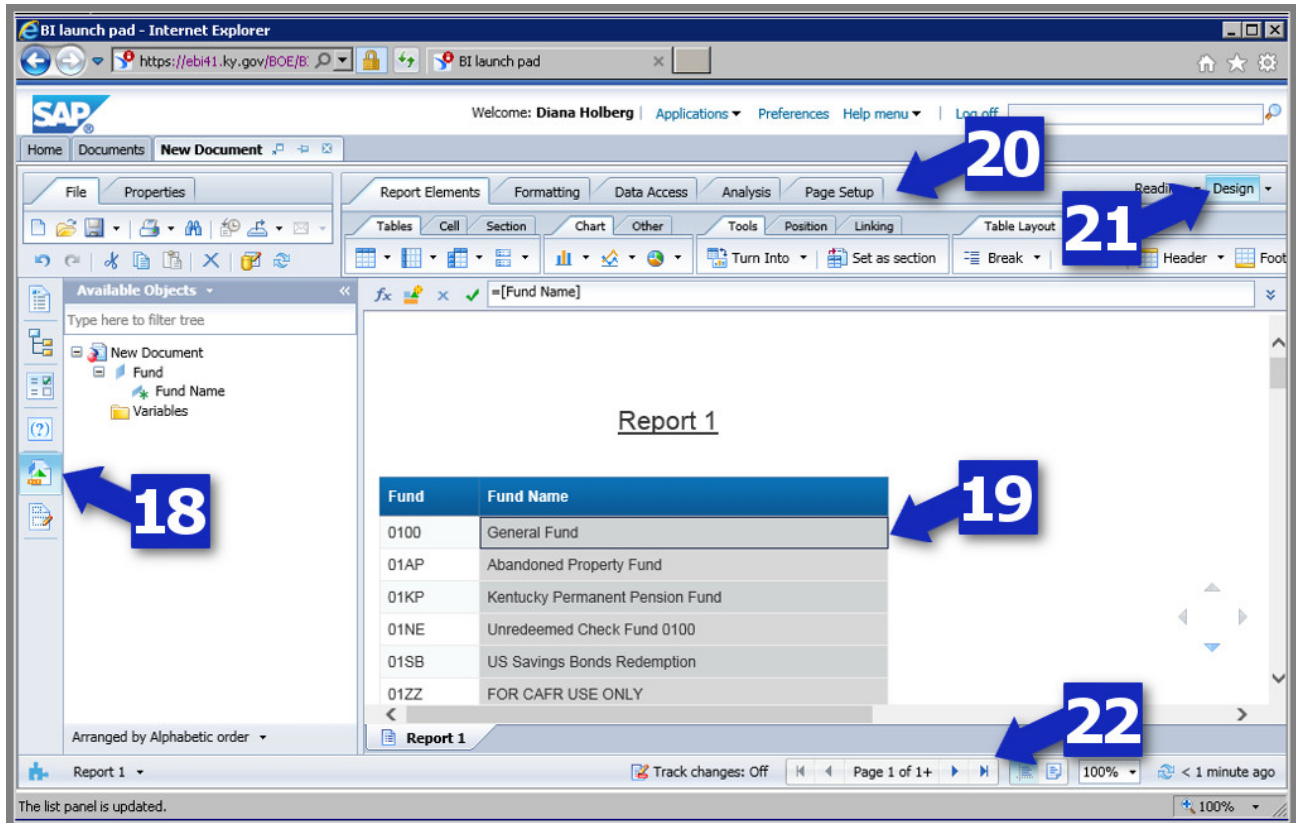 BI launch pad - Internet Explorer
https://ebi41.ky.gov/BOE/B: BI launch pad
SAP Welcome: Diana Holberg | Applications Preferences Help menu | Log off
20
Home Documents New Document
File Properties Report Elements Formatting Data Access Analysis Page Setup Design
21
Tables Cell Section Chart Other Tools Position Linking Table Layout
Turn Into Set as section Break Header Foot
Available Objects « fx =[Fund Name]
Type here to filter tree
New Document
Fund
Fund Name
Variables
(?)
Report 1
18
19
Fund Fund Name
0100 General Fund
01AP Abandoned Property Fund
01KP Kentucky Permanent Pension Fund
01NE Unredeemed Check Fund 0100
01SB US Savings Bonds Redemption
01ZZ FOR CAFR USE ONLY
22
Arranged by Alphabetic order Report 1
Report 1 Track changes: Off Page 1 of 1+ 100% < 1 minute ago
The list panel is updated. 100%